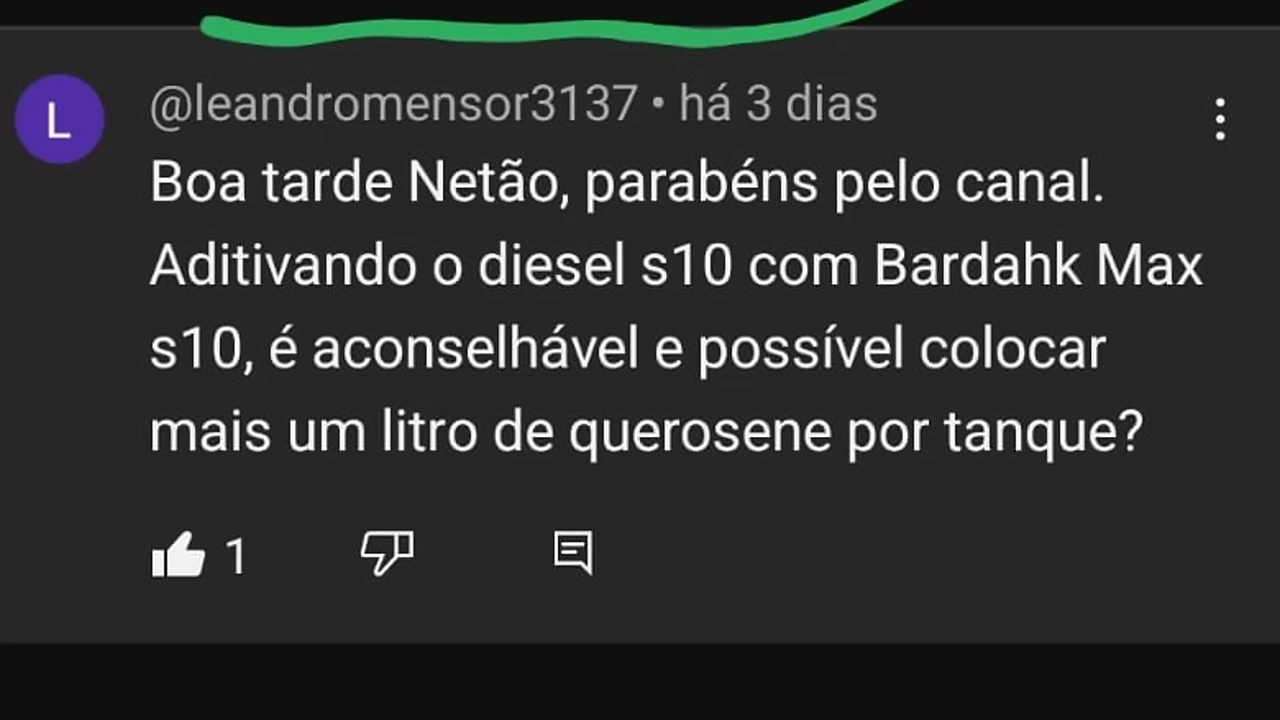 L
@leandromensor3137 • há 3 dias
Boa tarde Netão, parabéns pelo canal.
Aditivando o diesel s10 com Bardahk Max
s10, é aconselhável e possível colocar
mais um litro de querosene por tanque?
1